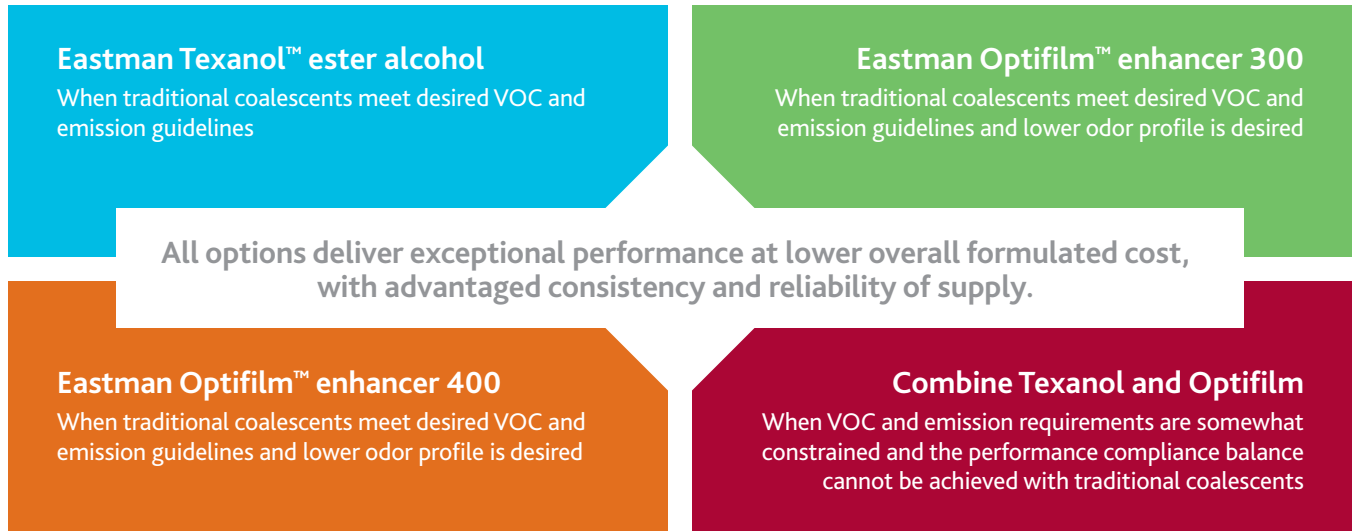 Eastman Texanol™ ester alcohol
When traditional coalescents meet desired VOC and
emission guidelines
Eastman Optifilm™ enhancer 300
When traditional coalescents meet desired VOC and
emission guidelines and lower odor profile is desired
All options deliver exceptional performance at lower overall formulated cost,
with advantaged consistency and reliability of supply.
Eastman Optifilm™ enhancer 400
When traditional coalescents meet desired VOC and
emission guidelines and lower odor profile is desired
Combine Texanol and Optifilm
When VOC and emission requirements are somewhat
constrained and the performance compliance balance
cannot be achieved with traditional coalescents